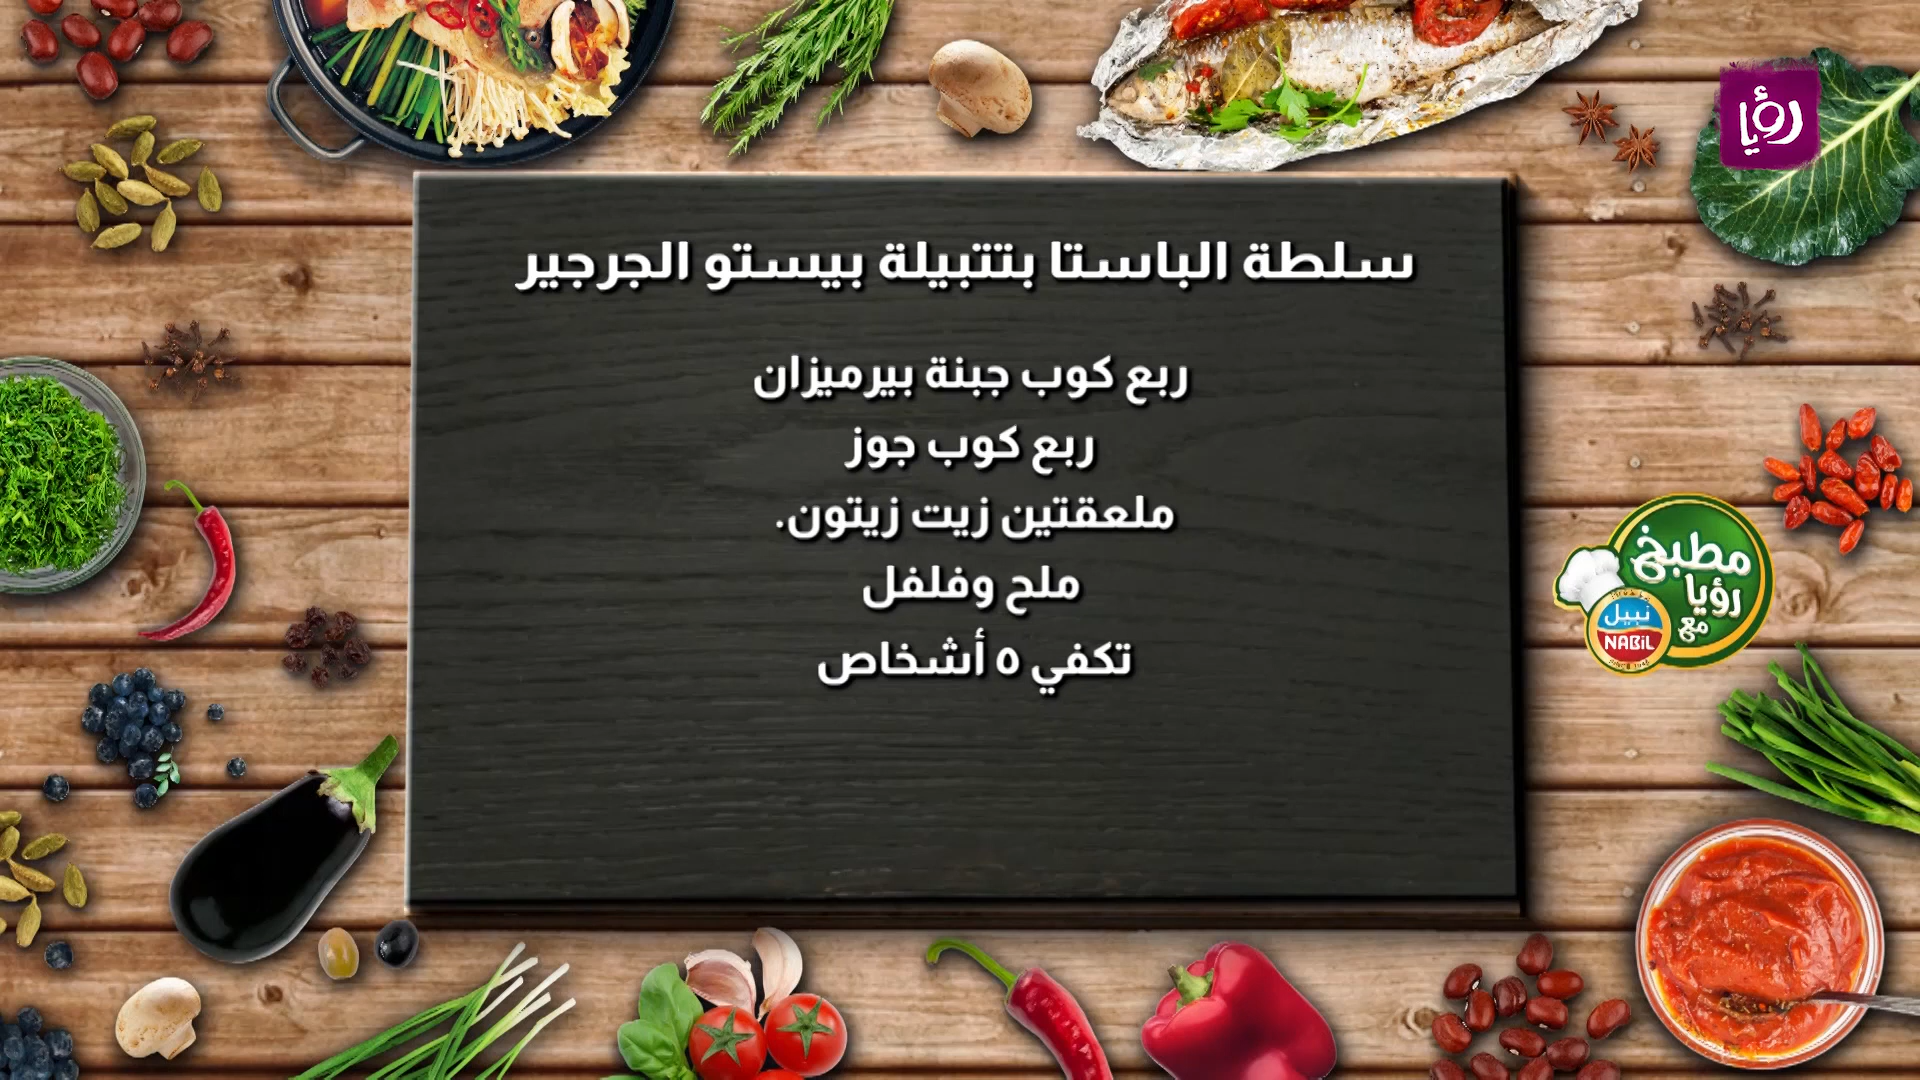 رؤيا
سلطة الباستا بتتبيلة بيستو الجرجير
ربع كوب جبنة بيرميزان
ربع كوب جوز
ملعقتين زيت زيتون.
ملح وفلفل
تكفي ٥ أشخاص
مطبخ
رؤيا
مع
نبيل
NABIL